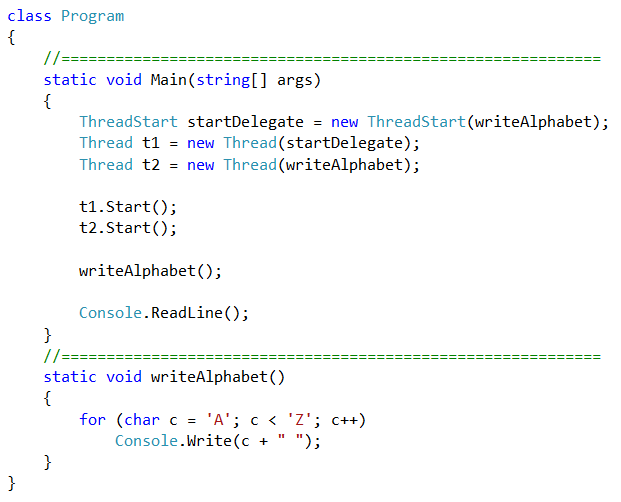 class Program
{
    //============================================================
    static void Main(string[] args)
    {
        ThreadStart startDelegate = new ThreadStart(writeAlphabet);
        Thread t1 = new Thread(startDelegate);
        Thread t2 = new Thread(writeAlphabet);

        t1.Start();
        t2.Start();

        writeAlphabet();

        Console.ReadLine();
    }
    //============================================================
    static void writeAlphabet()
    {
        for (char c = 'A'; c < 'Z'; c++)
            Console.Write(c + " ");
    }
}